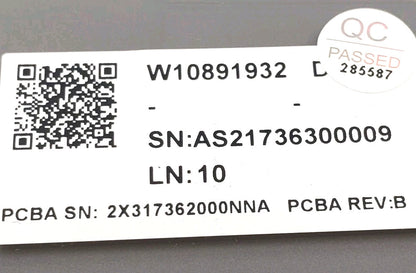 QC
PASSED
285587
W10891932 D
- -
SN:AS21736300009
LN:10
PCBA SN: 2X317362000NNA PCBA REV:B